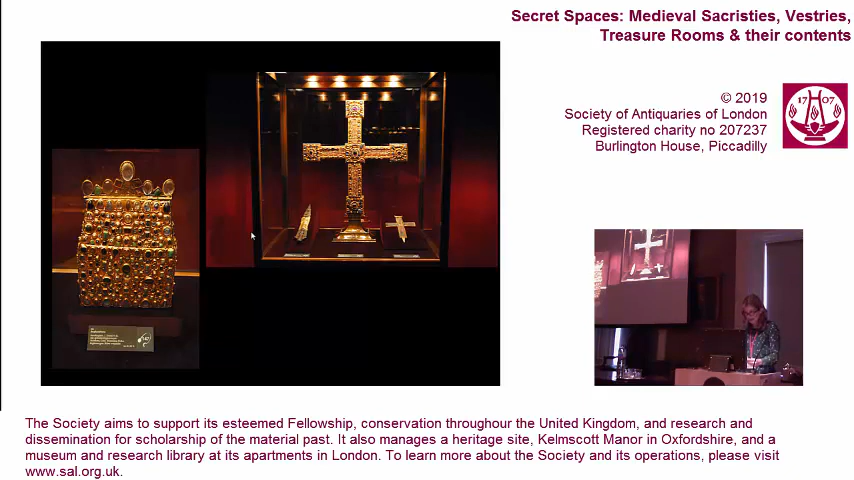 Secret Spaces: Medieval Sacristies, Vestries,
Treasure Rooms & their contents
© 2019
Society of Antiquaries of London
Registered charity no 207237
Burlington House, Piccadilly
17 07
The Society aims to support its esteemed Fellowship, conservation throughour the United Kingdom, and research and
dissemination for scholarship of the material past. It also manages a heritage site, Kelmscott Manor in Oxfordshire, and a
museum and research library at its apartments in London. To learn more about the Society and its operations, please visit
www.sal.org.uk.